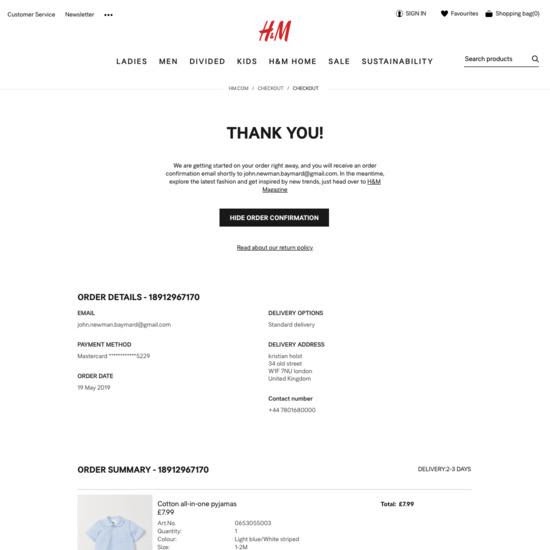 Customer Service Newsletter •••
SIGN IN Favourites Shopping bag(0)
H&M
LADIES MEN DIVIDED KIDS H&M HOME SALE SUSTAINABILITY
Search products
HM.COM / CHECKOUT / CHECKOUT
THANK YOU!
We are getting started on your order right away, and you will receive an order
confirmation email shortly to john.newman.baymard@gmail.com. In the meantime,
explore the latest fashion and get inspired by new trends, just head over to H&M
Magazine
HIDE ORDER CONFIRMATION
Read about our return policy
ORDER DETAILS - 18912967170
EMAIL
john.newman.baymard@gmail.com
PAYMENT METHOD
Mastercard ************5229
ORDER DATE
19 May 2019
DELIVERY OPTIONS
Standard delivery
DELIVERY ADDRESS
kristian holst
34 old street
W1F 7NU london
United Kingdom
Contact number
+44 7801680000
ORDER SUMMARY - 18912967170
DELIVERY:2-3 DAYS
Cotton all-in-one pyjamas
£7.99
Total: £7.99
Art.No. 0653055003
Quantity: 1
Colour: Light blue/White striped
Size: 1-2M